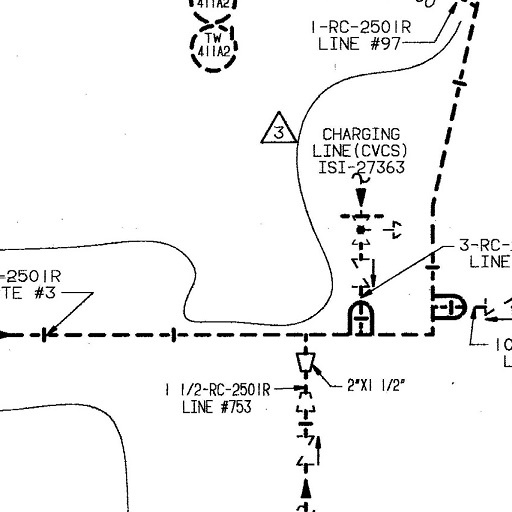 411A2
TW
411A2
1-RC-2501R
LINE #97
3
CHARGING
LINE(CVCS)
ISI-27363
3-RC-
LINE
-2501R
TE #3
10
L
1 1/2-RC-2501R
LINE #753
2"X1 1/2"